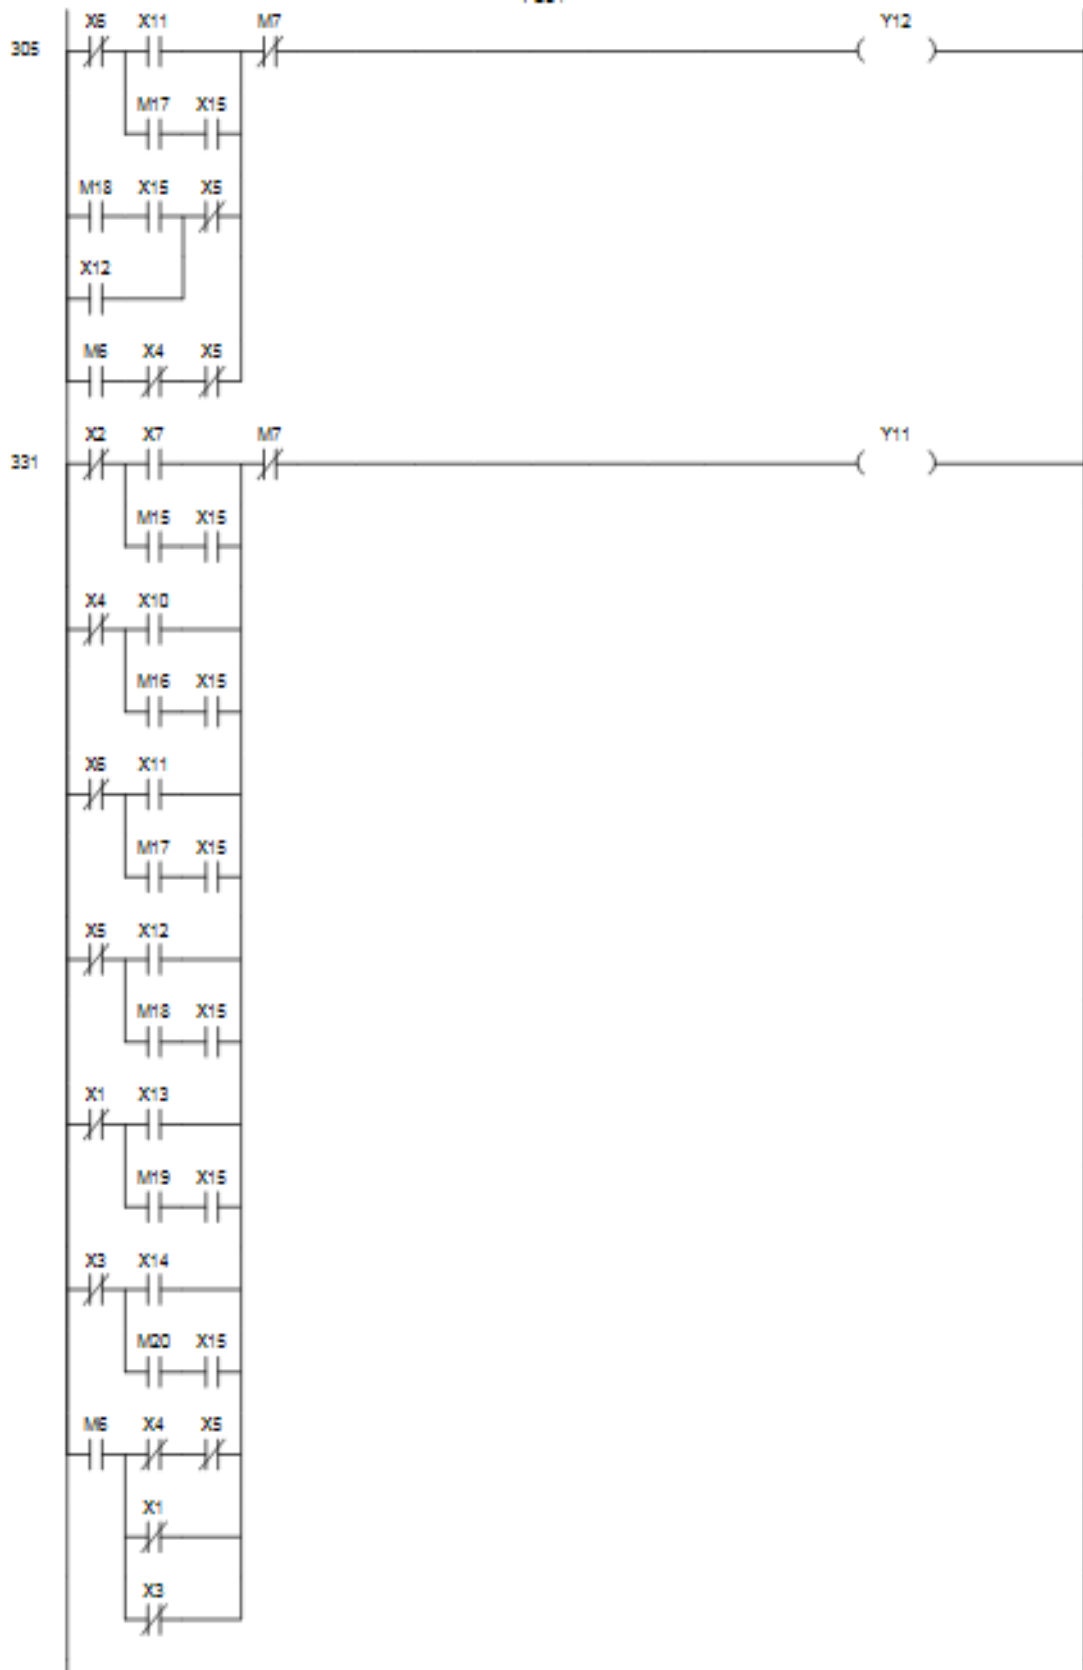 X6 X11 M7 Y12
305
M17 X15
M18 X15 X5
X12
M6 X4 X5
X2 X7 M7 Y11
331
M15 X15
X4 X10
M16 X15
X6 X11
M17 X15
X5 X12
M18 X15
X1 X13
M19 X15
X3 X14
M20 X15
M6 X4 X5
X1
X3